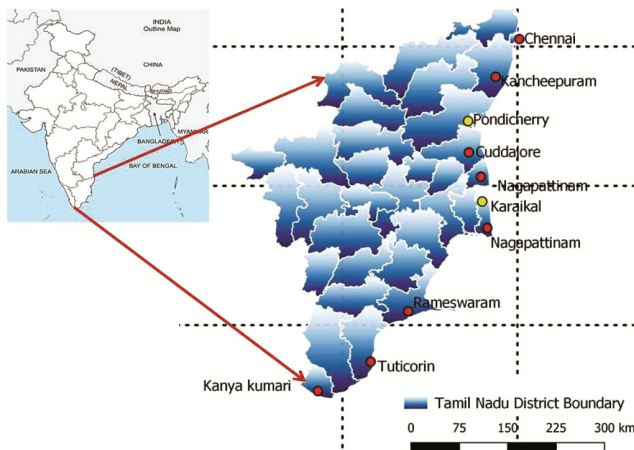 INDIA
Outline Map
PAKISTAN
CHINA
(TIBET)
NEPAL
BHUTAN
BANGLADESH
MYANMAR
ARABIAN SEA
BAY OF BENGAL
Chennai
Kancheepuram
Pondicherry
Cuddalore
Nagapattinam
Karaikal
Nagapattinam
Rameswaram
Tuticorin
Kanya kumari
Tamil Nadu District Boundary
0 75 150 225 300 km